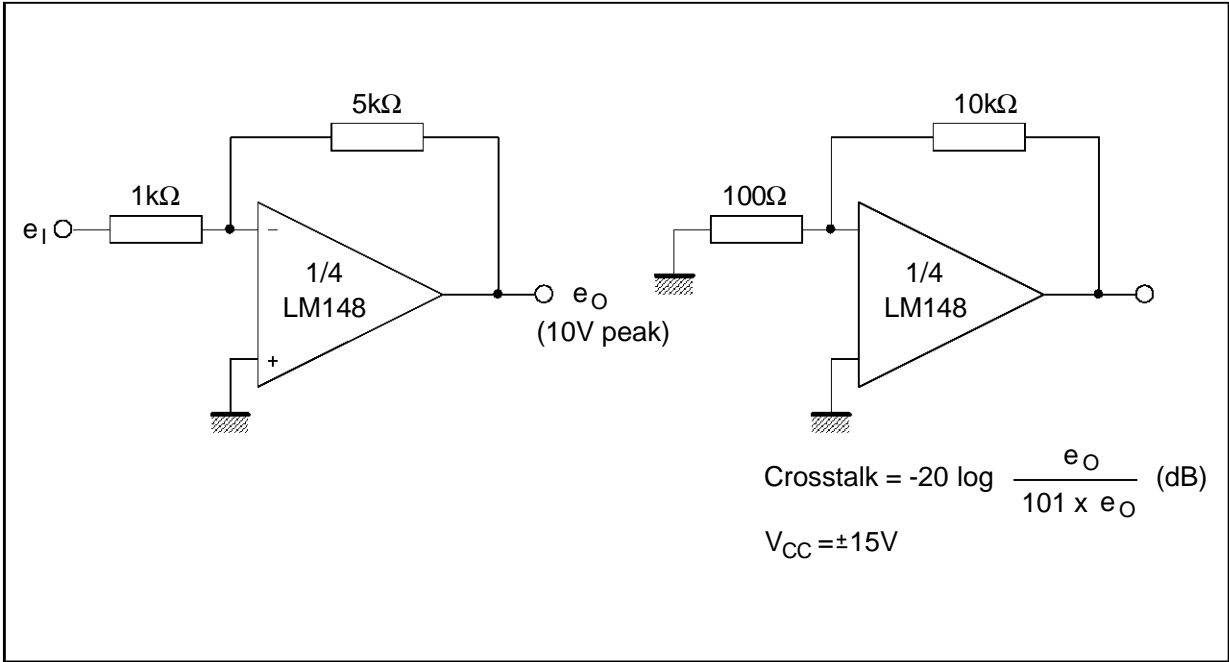 5kΩ
10kΩ
1kΩ
100Ω
eI
−
1/4
LM148
+
eO
(10V peak)
1/4
LM148
Crosstalk = -20 log eO / 101 x eO (dB)
VCC =±15V